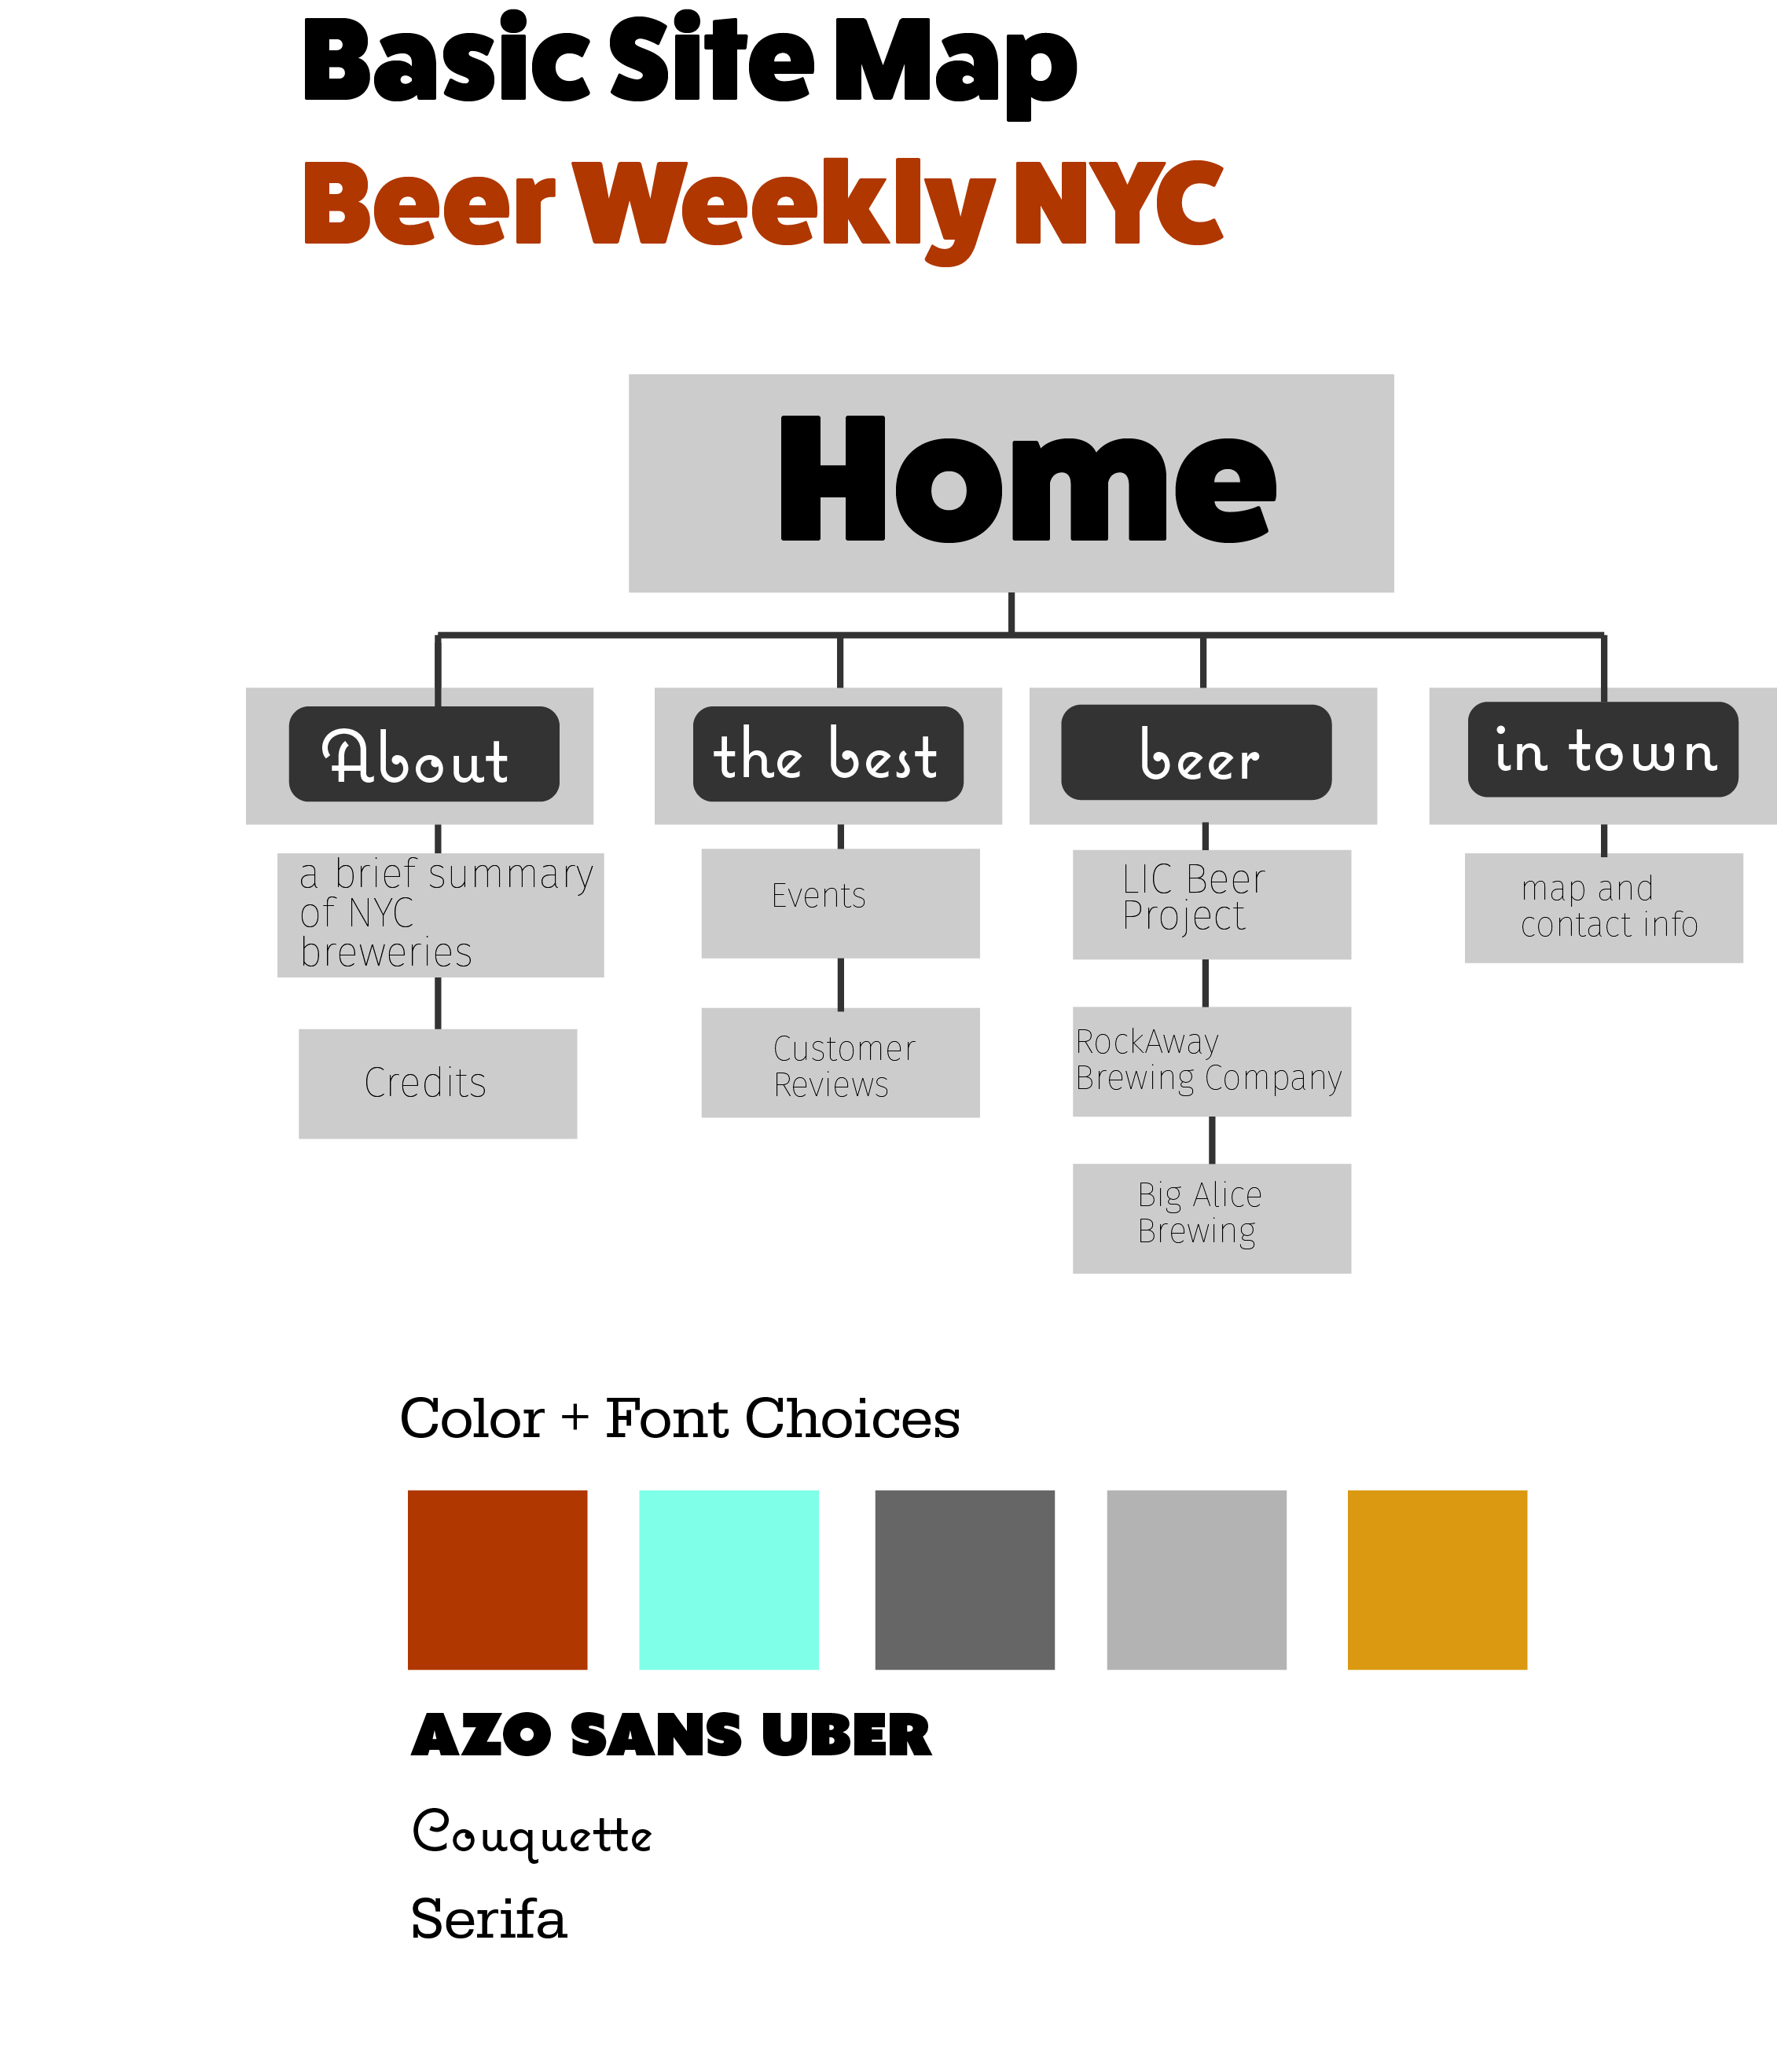 Basic Site Map
Beer Weekly NYC
Home
About
the best
beer
in town
a brief summary
of NYC
breweries
Credits
Events
Customer
Reviews
LIC Beer
Project
RockAway
Brewing Company
Big Alice
Brewing
map and
contact info
Color + Font Choices
AZO SANS UBER
Couquette
Serifa